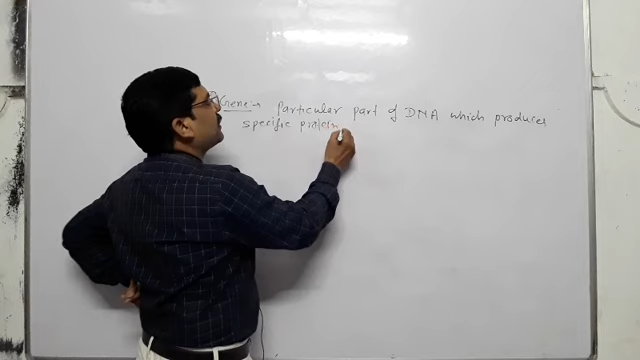 Gene:→ Particular part of DNA which produces
specific protein